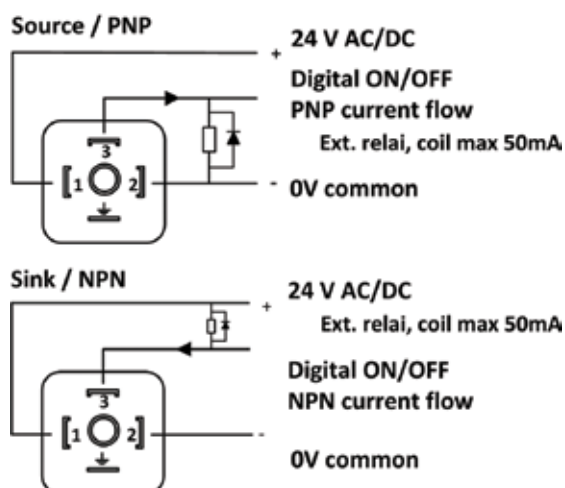 Source / PNP
+ 24 V AC/DC
Digital ON/OFF
PNP current flow
Ext. relai, coil max 50mA
3
1 2
- 0V common
Sink / NPN
+ 24 V AC/DC
Ext. relai, coil max 50mA
Digital ON/OFF
NPN current flow
3
1 2
-
0V common